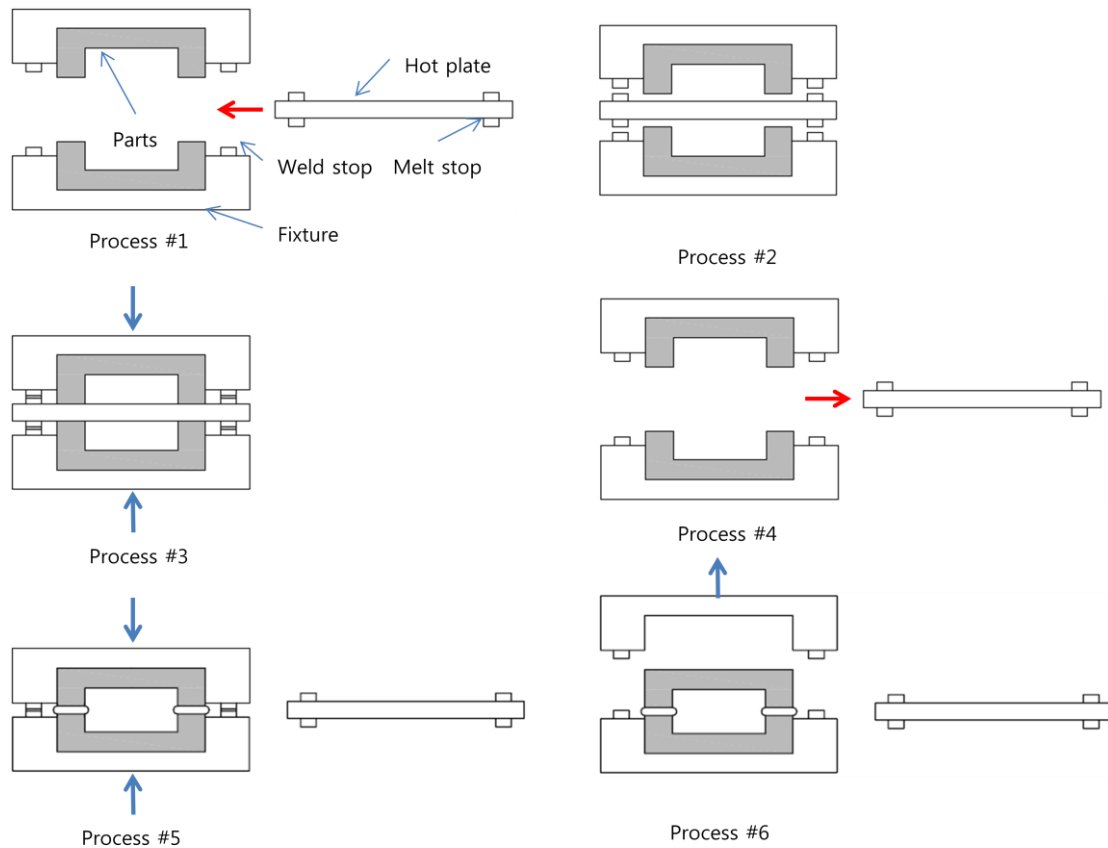 Hot plate
Parts
Weld stop
Melt stop
Fixture
Process #1
Process #2
Process #3
Process #4
Process #5
Process #6